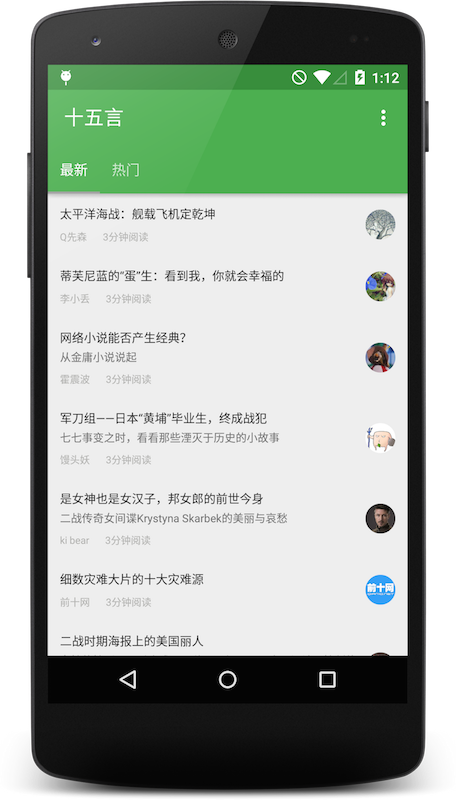 1:12
十五言
最新 热门
太平洋海战：舰载飞机定乾坤
Q先森 3分钟阅读
蒂芙尼蓝的“蛋”生：看到我，你就会幸福的
李小丢 3分钟阅读
网络小说能否产生经典？
从金庸小说说起
霍震波 3分钟阅读
军刀组——日本“黄埔”毕业生，终成战犯
七七事变之时，看看那些湮灭于历史的小故事
馒头妖 3分钟阅读
是女神也是女汉子，邦女郎的前世今身
二战传奇女间谍Krystyna Skarbek的美丽与哀愁
ki bear 3分钟阅读
细数灾难大片的十大灾难源
前十网 3分钟阅读
前十网
二战时期海报上的美国丽人